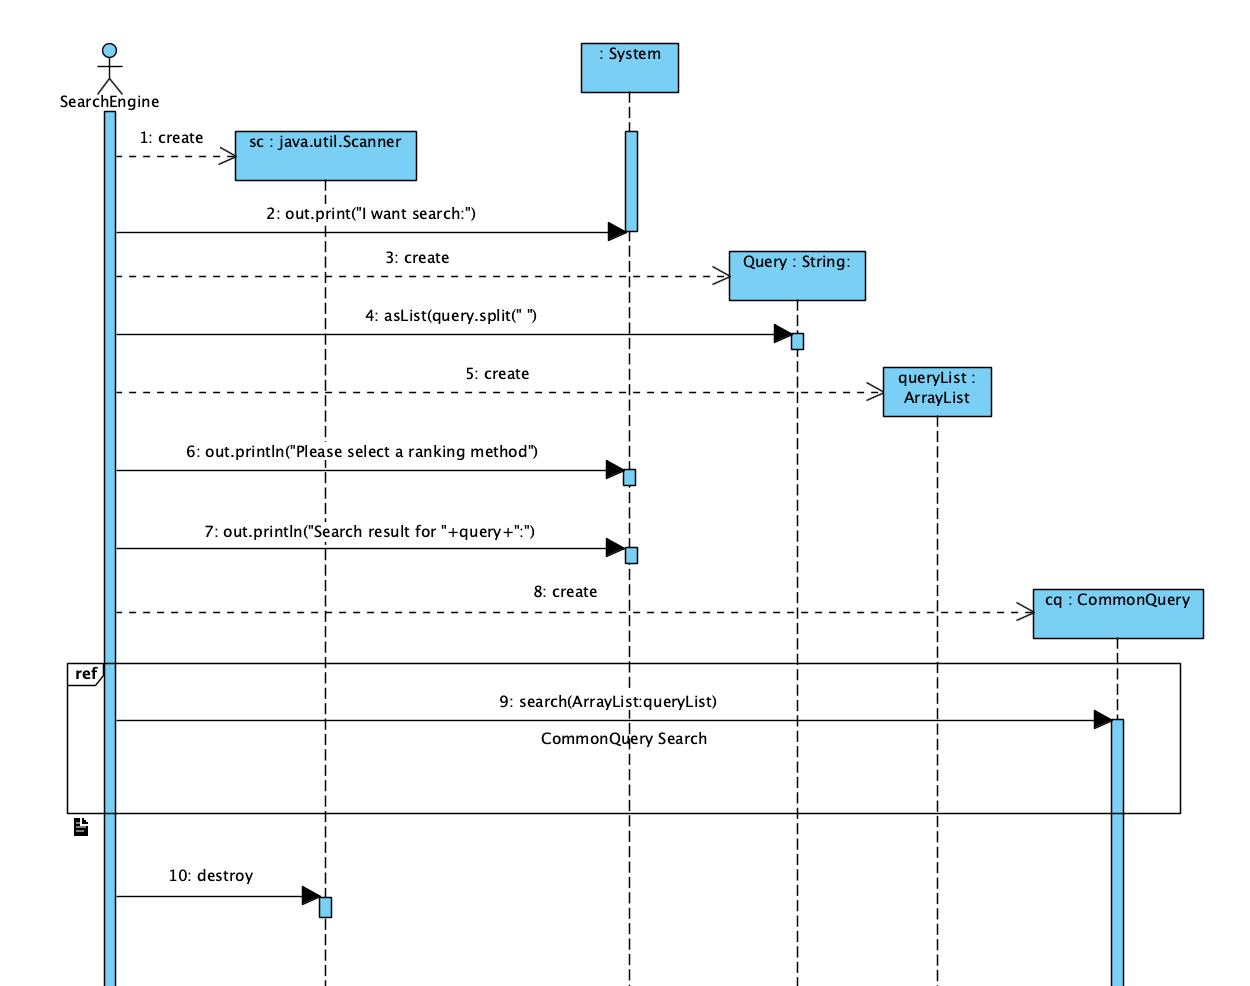 : System
SearchEngine
1: create
sc : java.util.Scanner
2: out.print("I want search:")
3: create
Query : String:
4: asList(query.split(" ")
5: create
queryList :
ArrayList
6: out.println("Please select a ranking method")
7: out.println("Search result for "+query+":")
8: create
cq : CommonQuery
ref
9: search(ArrayList:queryList)
CommonQuery Search
10: destroy